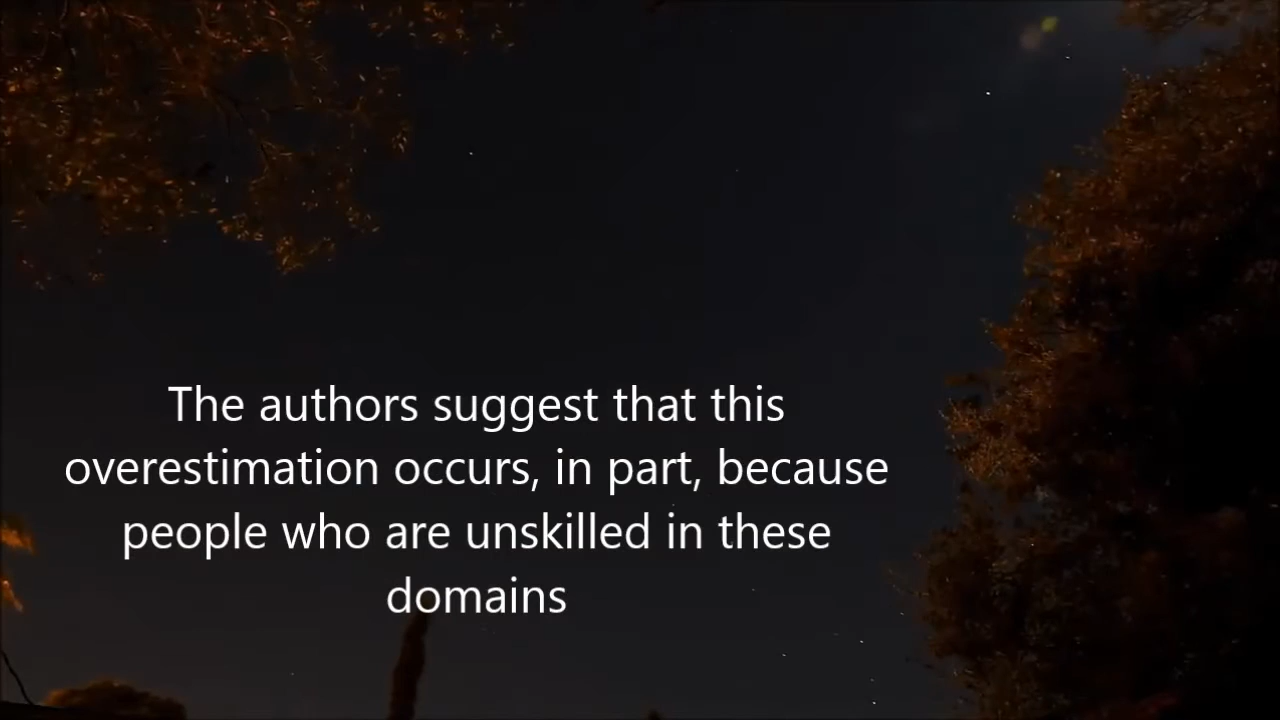 The authors suggest that this
overestimation occurs, in part, because
people who are unskilled in these
domains